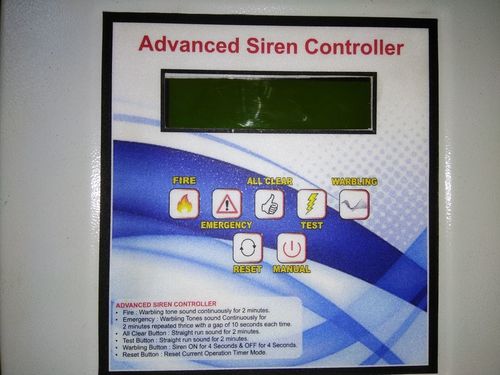 Advanced Siren Controller
FIRE ALL CLEAR WARBLING
EMERGENCY TEST
RESET MANUAL
ADVANCED SIREN CONTROLLER
• Fire : Warbling tone sound continuously for 2 minutes.
• Emergency : Warbling Tones sound Continuously for
2 minutes repeated thrice with a gap of 10 seconds each time.
• All Clear Button : Straight run sound for 2 minutes.
• Test Button : Straight run sound for 2 minutes.
• Warbling Button : Siren ON for 4 Seconds & OFF for 4 Seconds.
• Reset Button : Reset Current Operation Timer Mode.